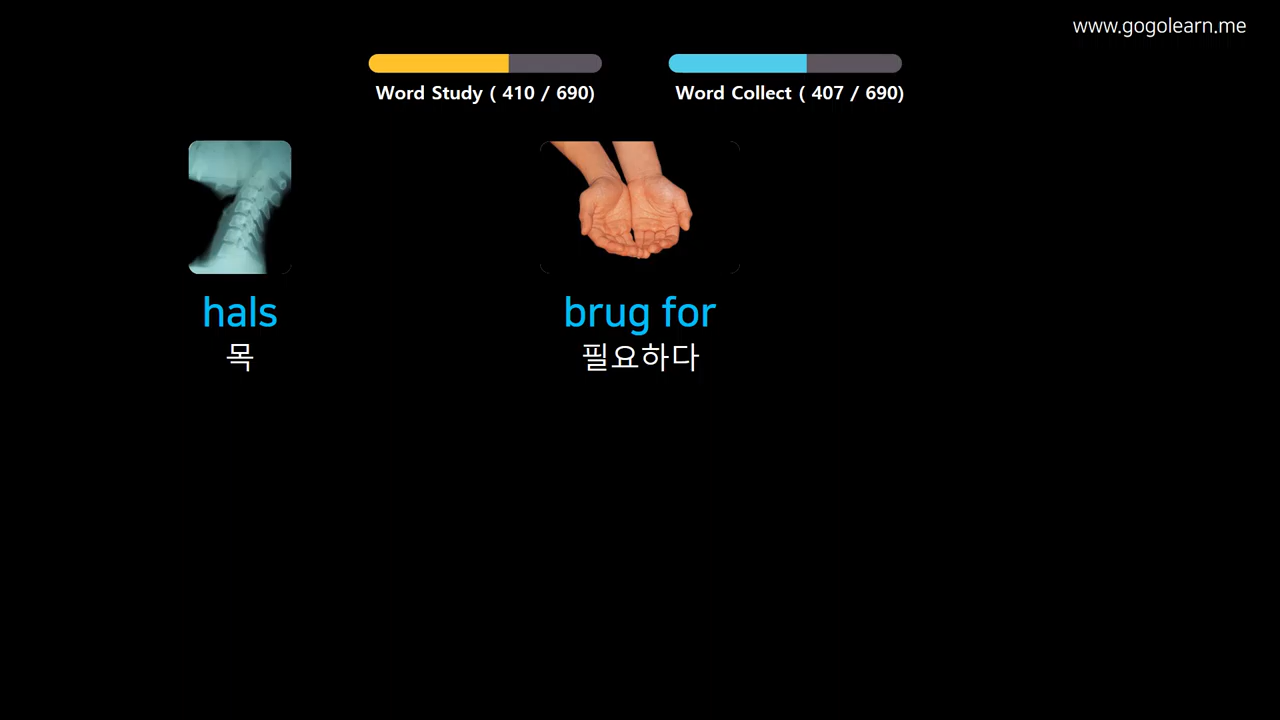 www.gogolearn.me
Word Study ( 410 / 690)
Word Collect ( 407 / 690)
hals
목
brug for
필요하다